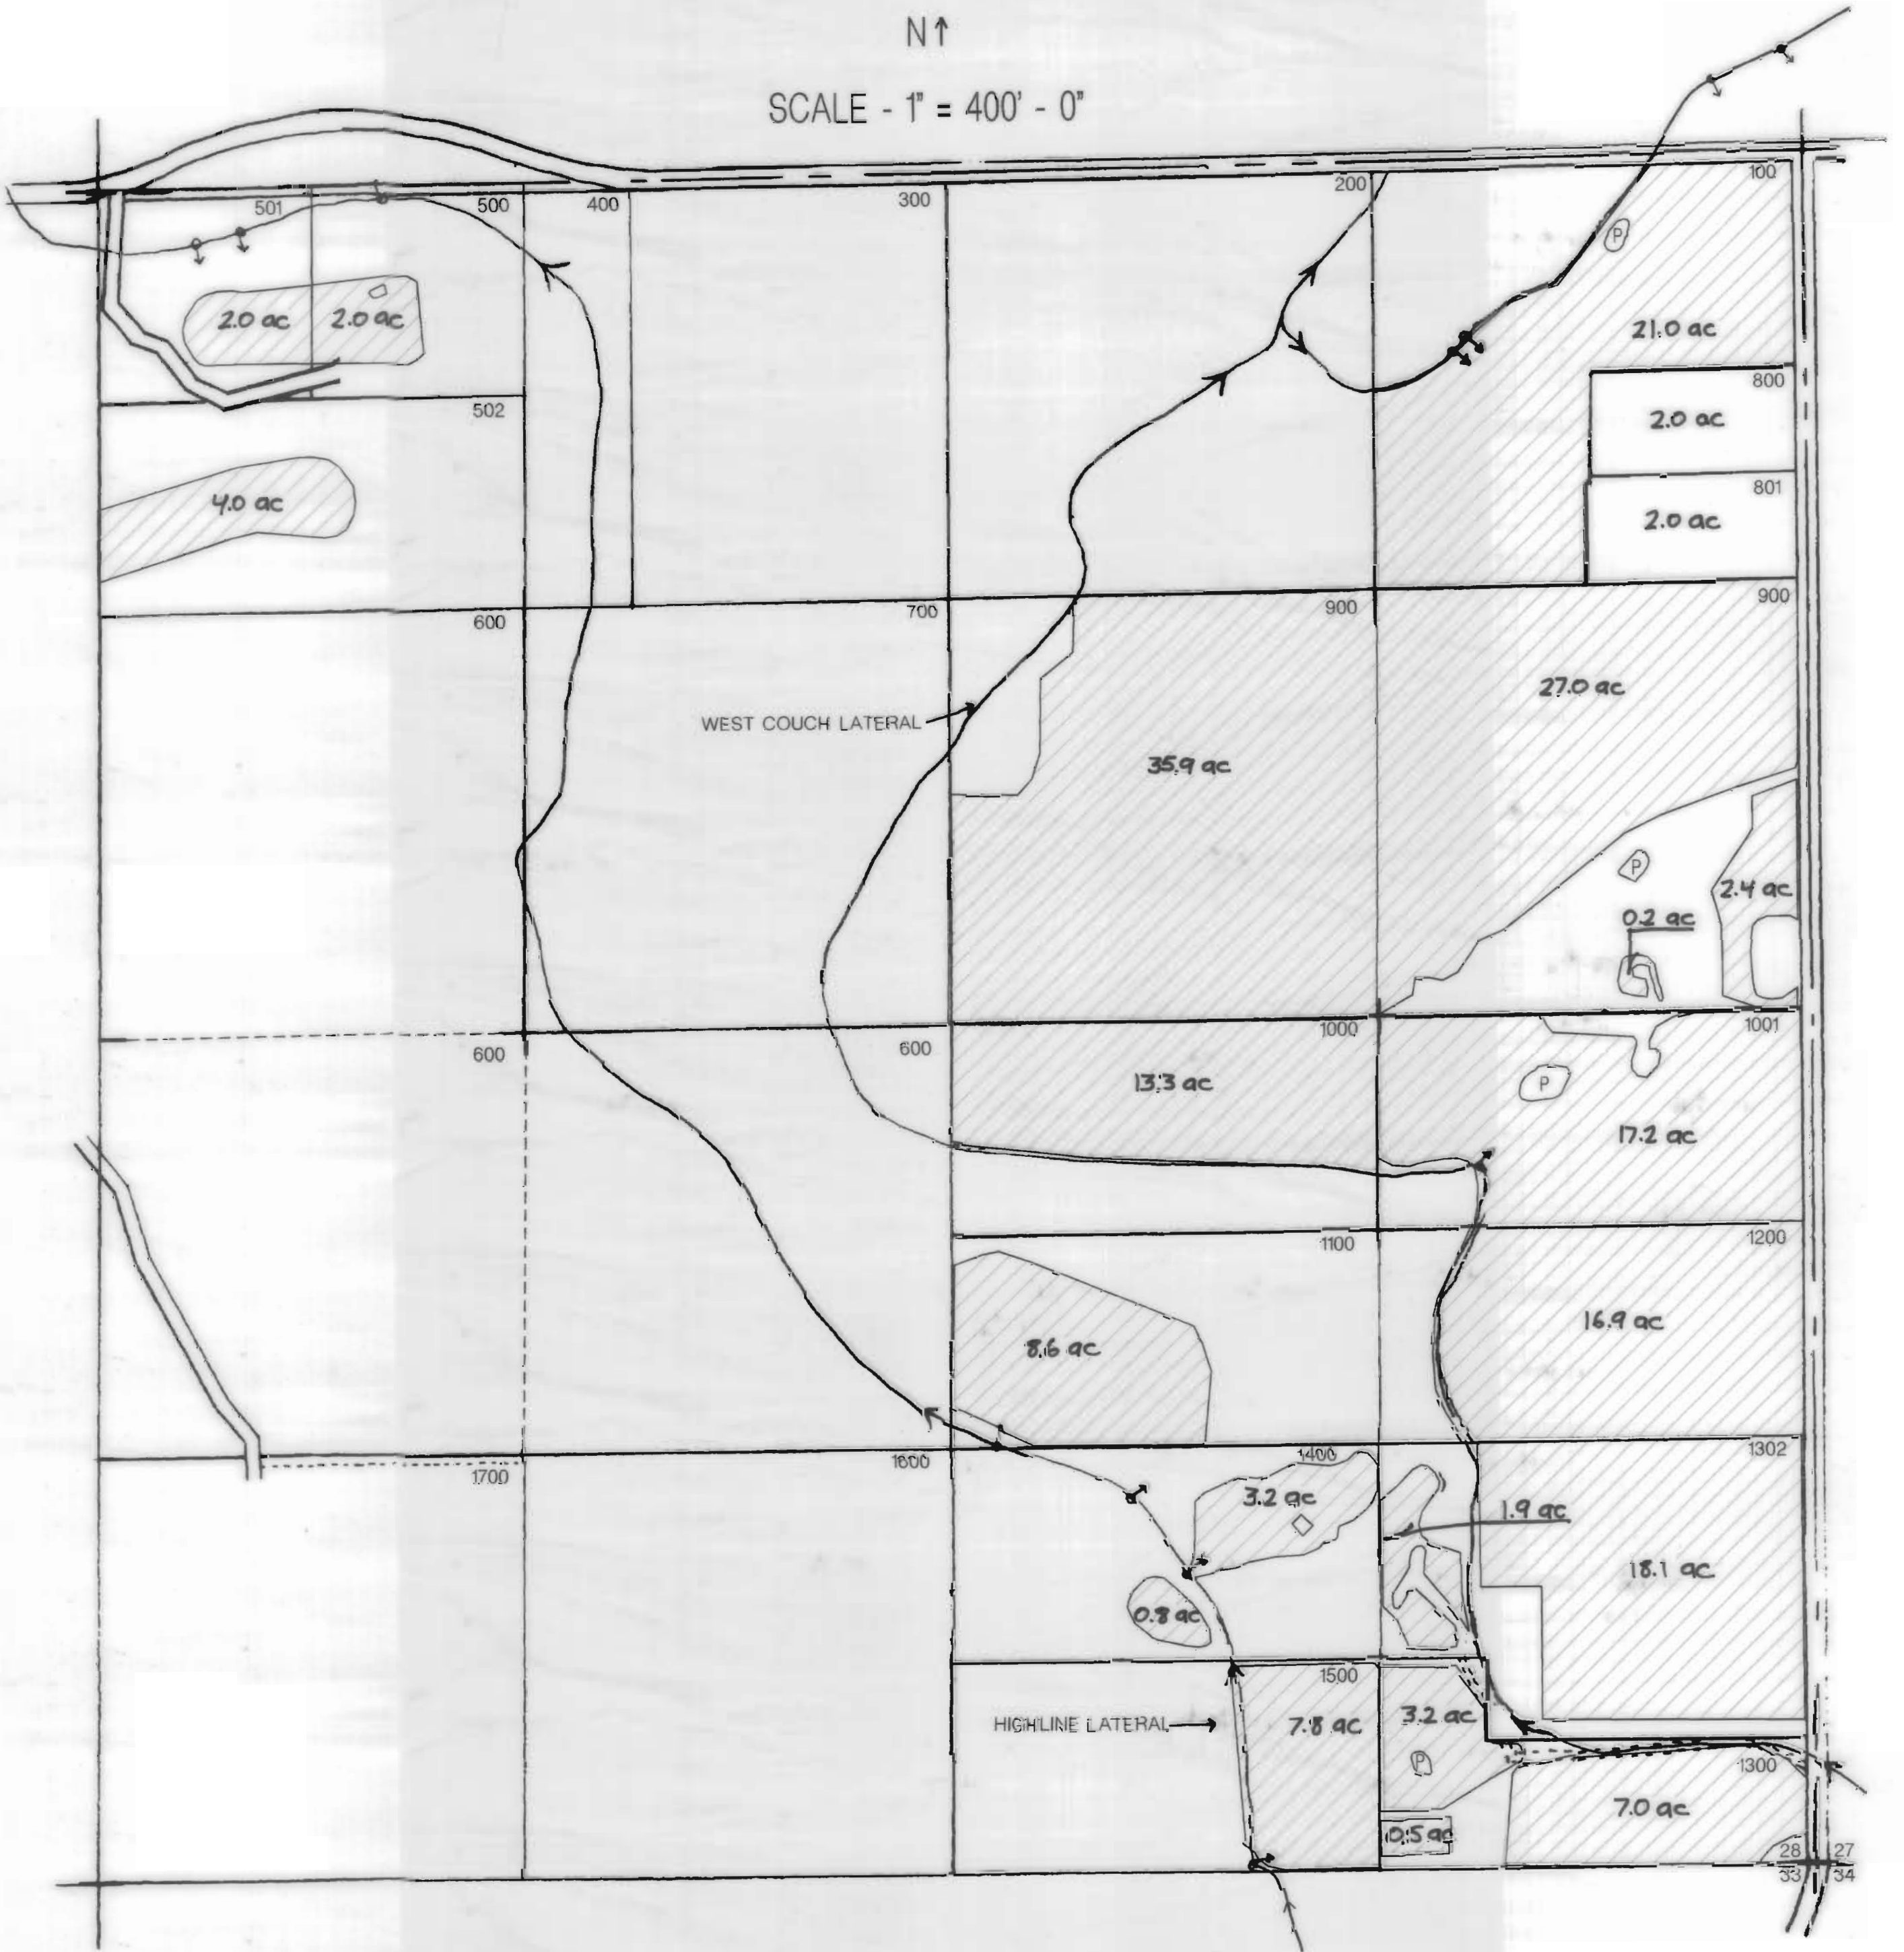 N↑
SCALE - 1" = 400' - 0"
100
200
300
400
500
501
P
2.0 ac
2.0 ac
21.0 ac
800
2.0 ac
502
801
4.0 ac
2.0 ac
900
900
700
600
27.0 ac
WEST COUCH LATERAL
35.9 ac
P
2.4 ac
0.2 ac
1001
1000
600
600
13.3 ac
P
17.2 ac
1200
1100
16.9 ac
8.6 ac
1302
1400
1600
1700
3.2 ac
1.9 ac
18.1 ac
0.8 ac
1500
HIGHLINE LATERAL
7.8 ac
3.2 ac
P
1300
7.0 ac
0.5 ac
28 27
33 34